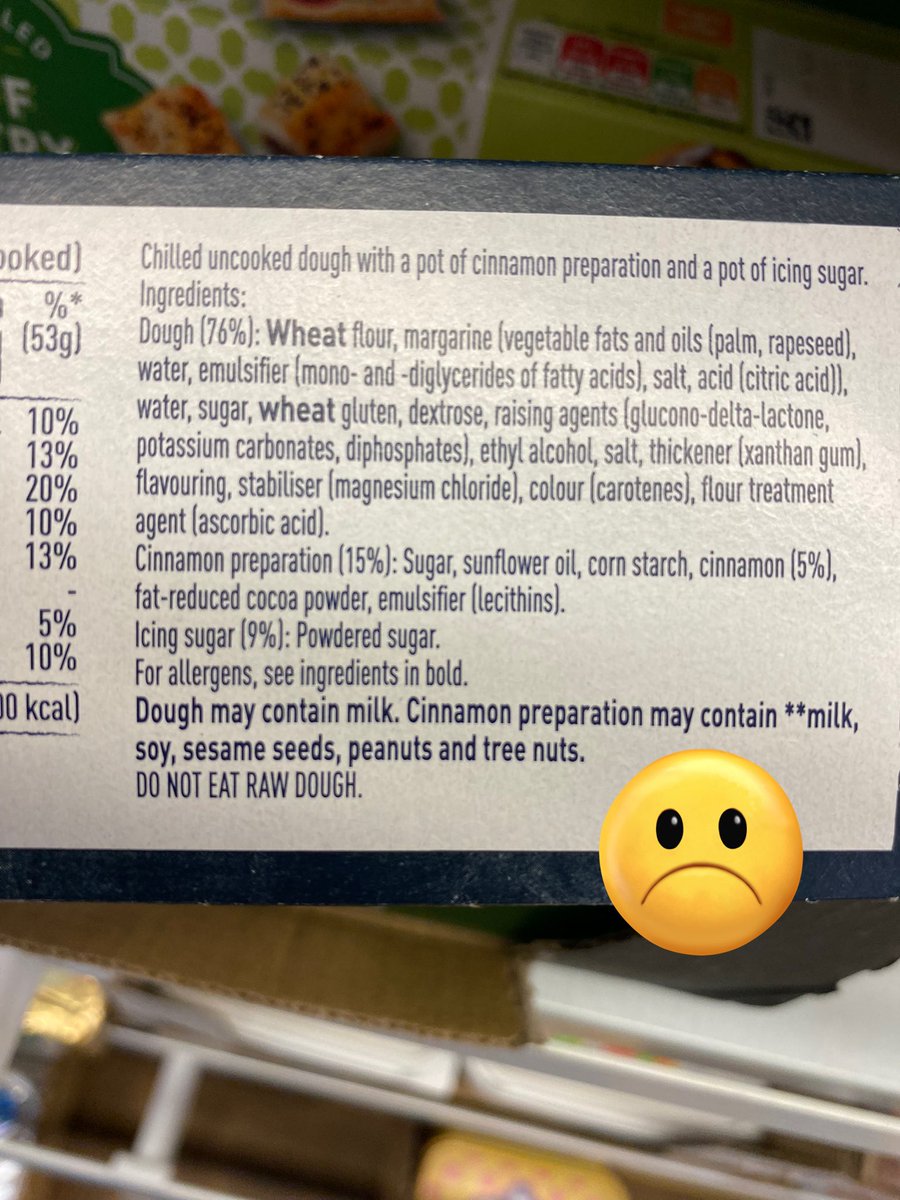 Chilled uncooked dough with a pot of cinnamon preparation and a pot of icing sugar.
Ingredients:
Dough (76%): Wheat flour, margarine (vegetable fats and oils (palm, rapeseed),
water, emulsifier (mono- and -diglycerides of fatty acids), salt, acid (citric acid)),
water, sugar, wheat gluten, dextrose, raising agents (glucono-delta-lactone,
potassium carbonates, diphosphates), ethyl alcohol, salt, thickener (xanthan gum),
flavouring, stabiliser (magnesium chloride), colour (carotenes), flour treatment
agent (ascorbic acid).
Cinnamon preparation (15%): Sugar, sunflower oil, corn starch, cinnamon (5%),
fat-reduced cocoa powder, emulsifier (lecithins).
Icing sugar (9%): Powdered sugar.
For allergens, see ingredients in bold.
Dough may contain milk. Cinnamon preparation may contain **milk,
soy, sesame seeds, peanuts and tree nuts.
DO NOT EAT RAW DOUGH.
ooked)
%*
(53g)
10%
13%
20%
10%
13%
-
5%
10%
00 kcal)